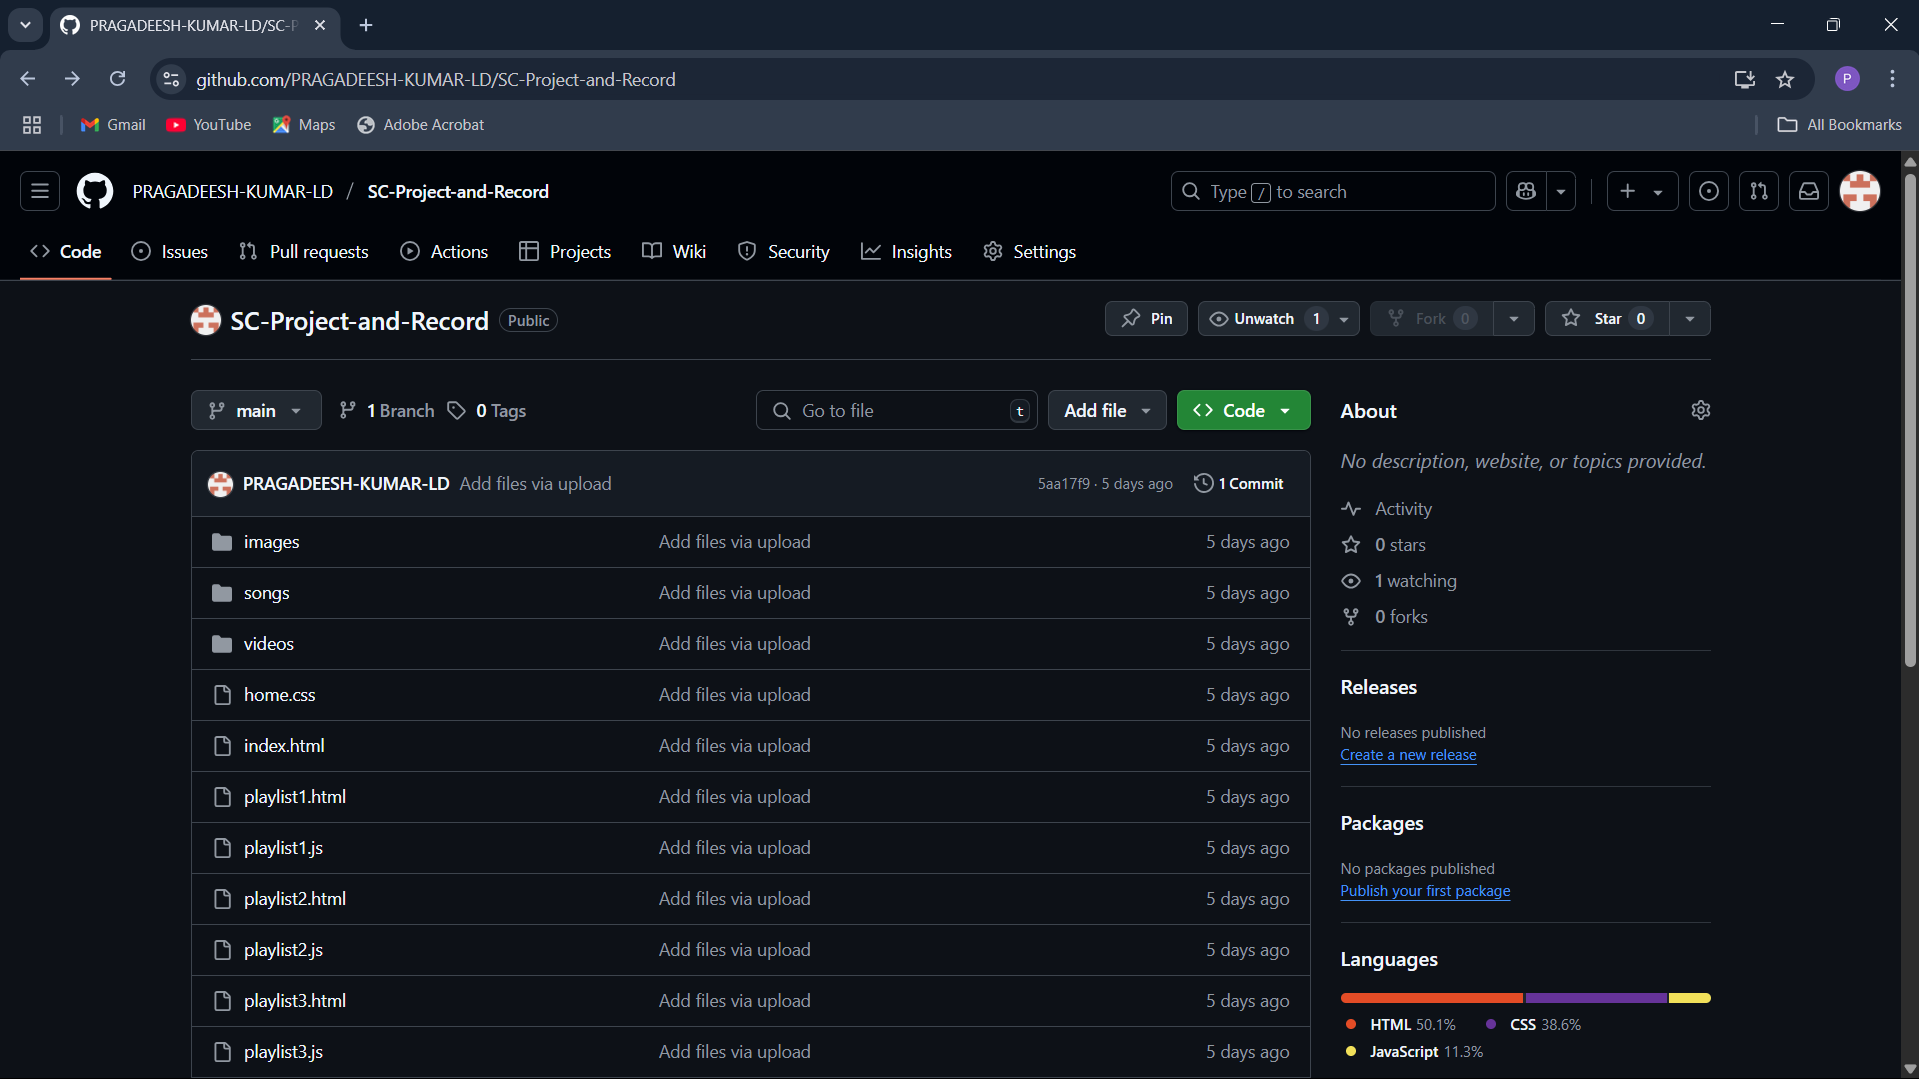 PRAGADEESH-KUMAR-LD/SC-P
github.com/PRAGADEESH-KUMAR-LD/SC-Project-and-Record
P
Gmail YouTube Maps Adobe Acrobat All Bookmarks
PRAGADEESH-KUMAR-LD / SC-Project-and-Record Type / to search
Code Issues Pull requests Actions Projects Wiki Security Insights Settings
SC-Project-and-Record Public Pin Unwatch 1 Fork 0 Star 0
main 1 Branch 0 Tags Go to file t Add file Code
PRAGADEESH-KUMAR-LD Add files via upload 5aa17f9 · 5 days ago 1 Commit
images Add files via upload 5 days ago
songs Add files via upload 5 days ago
videos Add files via upload 5 days ago
home.css Add files via upload 5 days ago
index.html Add files via upload 5 days ago
playlist1.html Add files via upload 5 days ago
playlist1.js Add files via upload 5 days ago
playlist2.html Add files via upload 5 days ago
playlist2.js Add files via upload 5 days ago
playlist3.html Add files via upload 5 days ago
playlist3.js Add files via upload 5 days ago
About
No description, website, or topics provided.
Activity
0 stars
1 watching
0 forks
Releases
No releases published
Create a new release
Packages
No packages published
Publish your first package
Languages
HTML 50.1% CSS 38.6%
JavaScript 11.3%